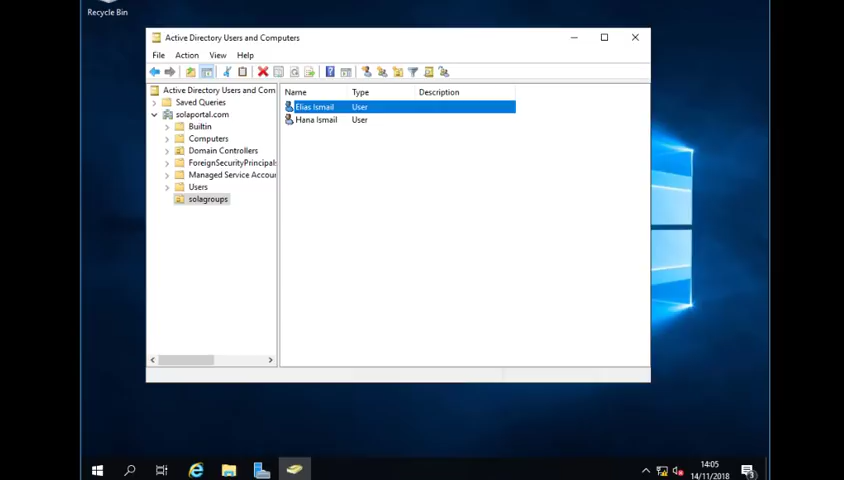 Recycle Bin
Active Directory Users and Computers
File Action View Help
Active Directory Users and Com
Saved Queries
solaportal.com
Builtin
Computers
Domain Controllers
ForeignSecurityPrincipal:
Managed Service Accour
Users
solagroups
Name Type Description
Elias Ismail User
Hana Ismail User
14:05
14/11/2018
3